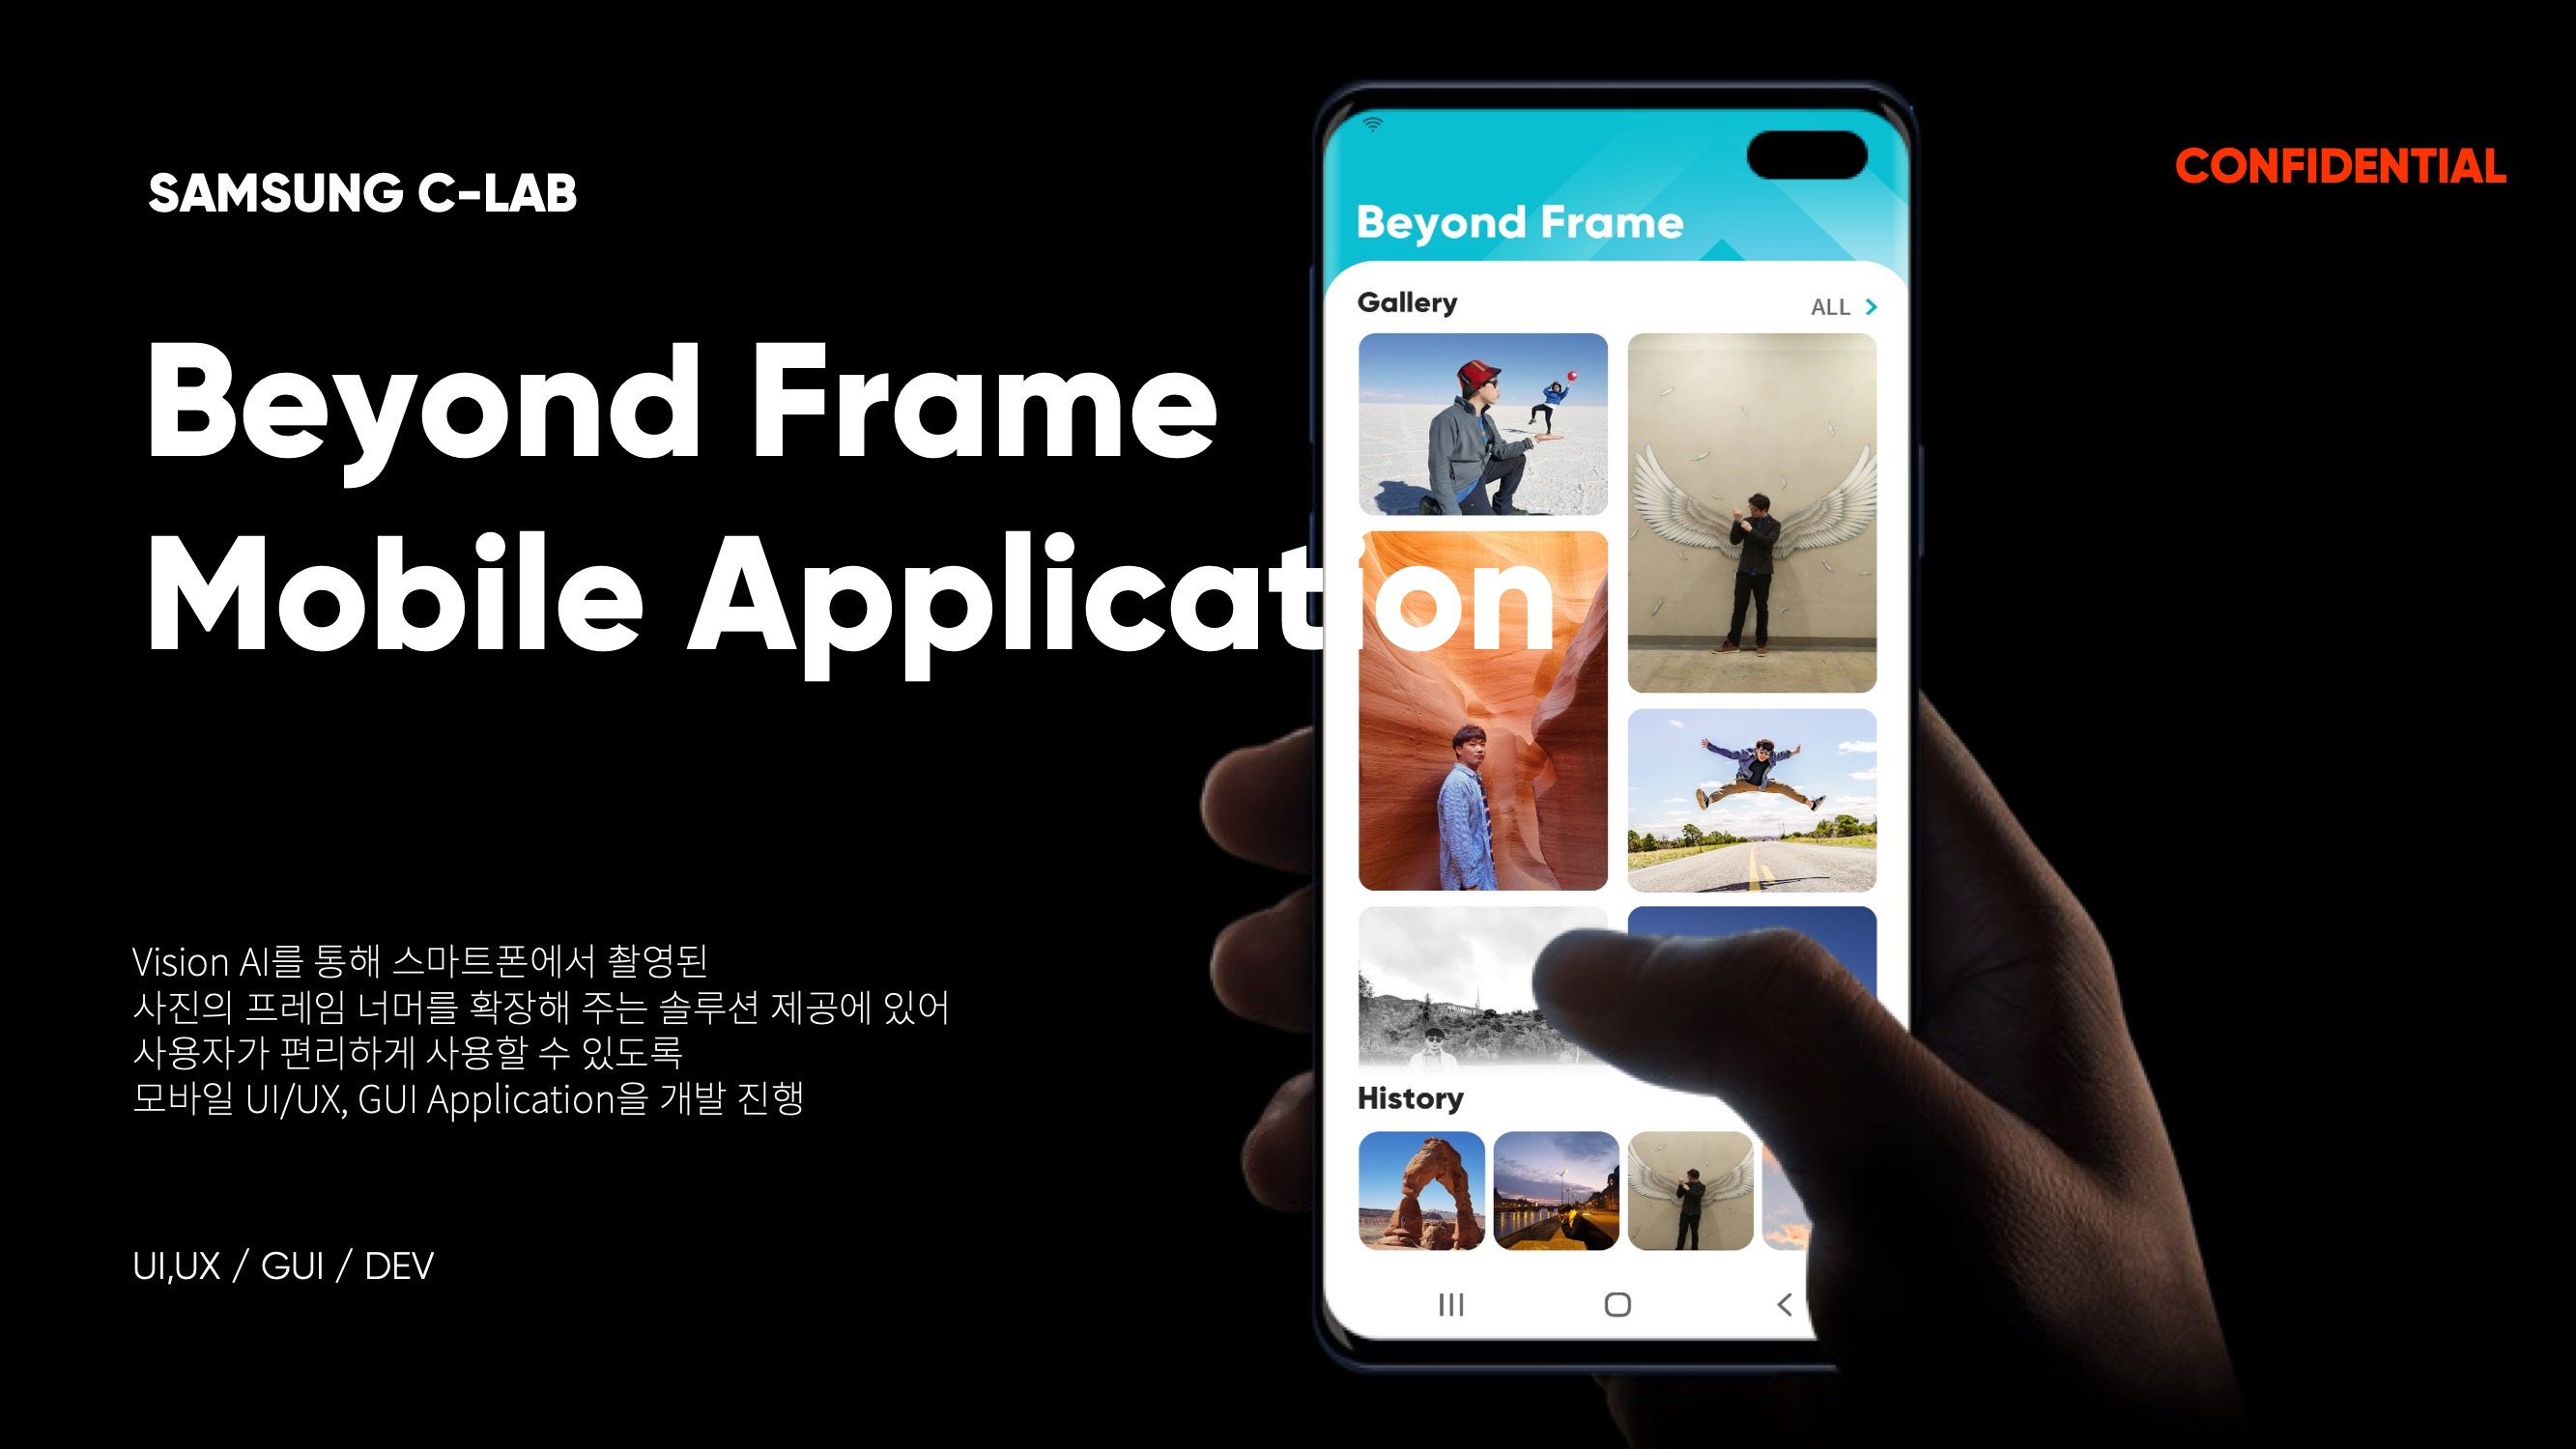 SAMSUNG C-LAB
CONFIDENTIAL
Beyond Frame
Mobile Application
Vision AI를 통해 스마트폰에서 촬영된
사진의 프레임 너머를 확장해 주는 솔루션 제공에 있어
사용자가 편리하게 사용할 수 있도록
모바일 UI/UX, GUI Application을 개발 진행
UI,UX / GUI / DEV
Beyond Frame
Gallery
ALL
History